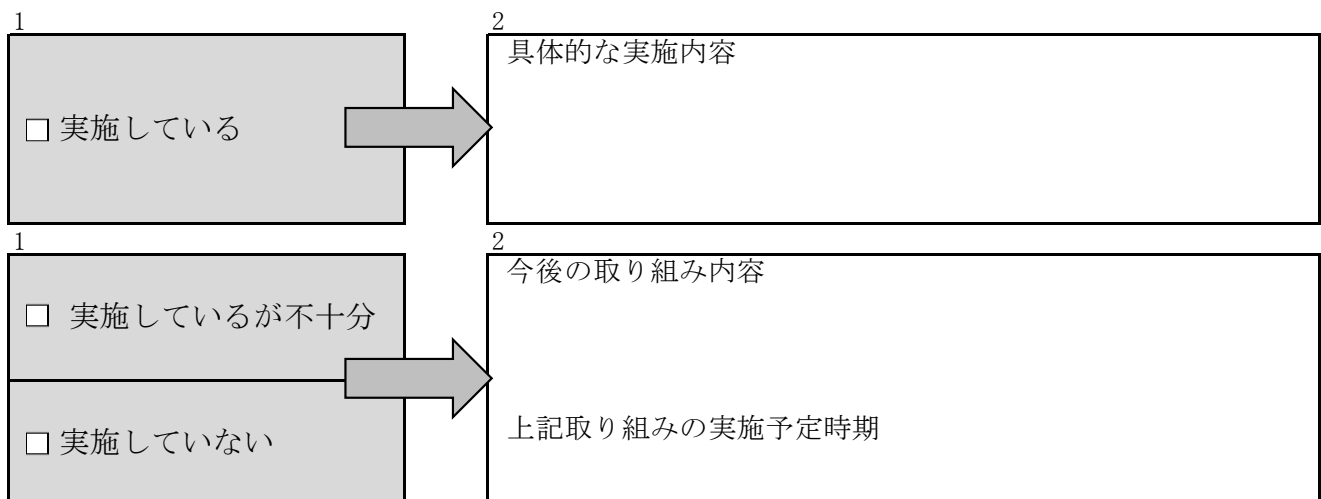 1
2
具体的な実施内容
□ 実施している
1
2
今後の取り組み内容
□ 実施しているが不十分
上記取り組みの実施予定時期
□ 実施していない